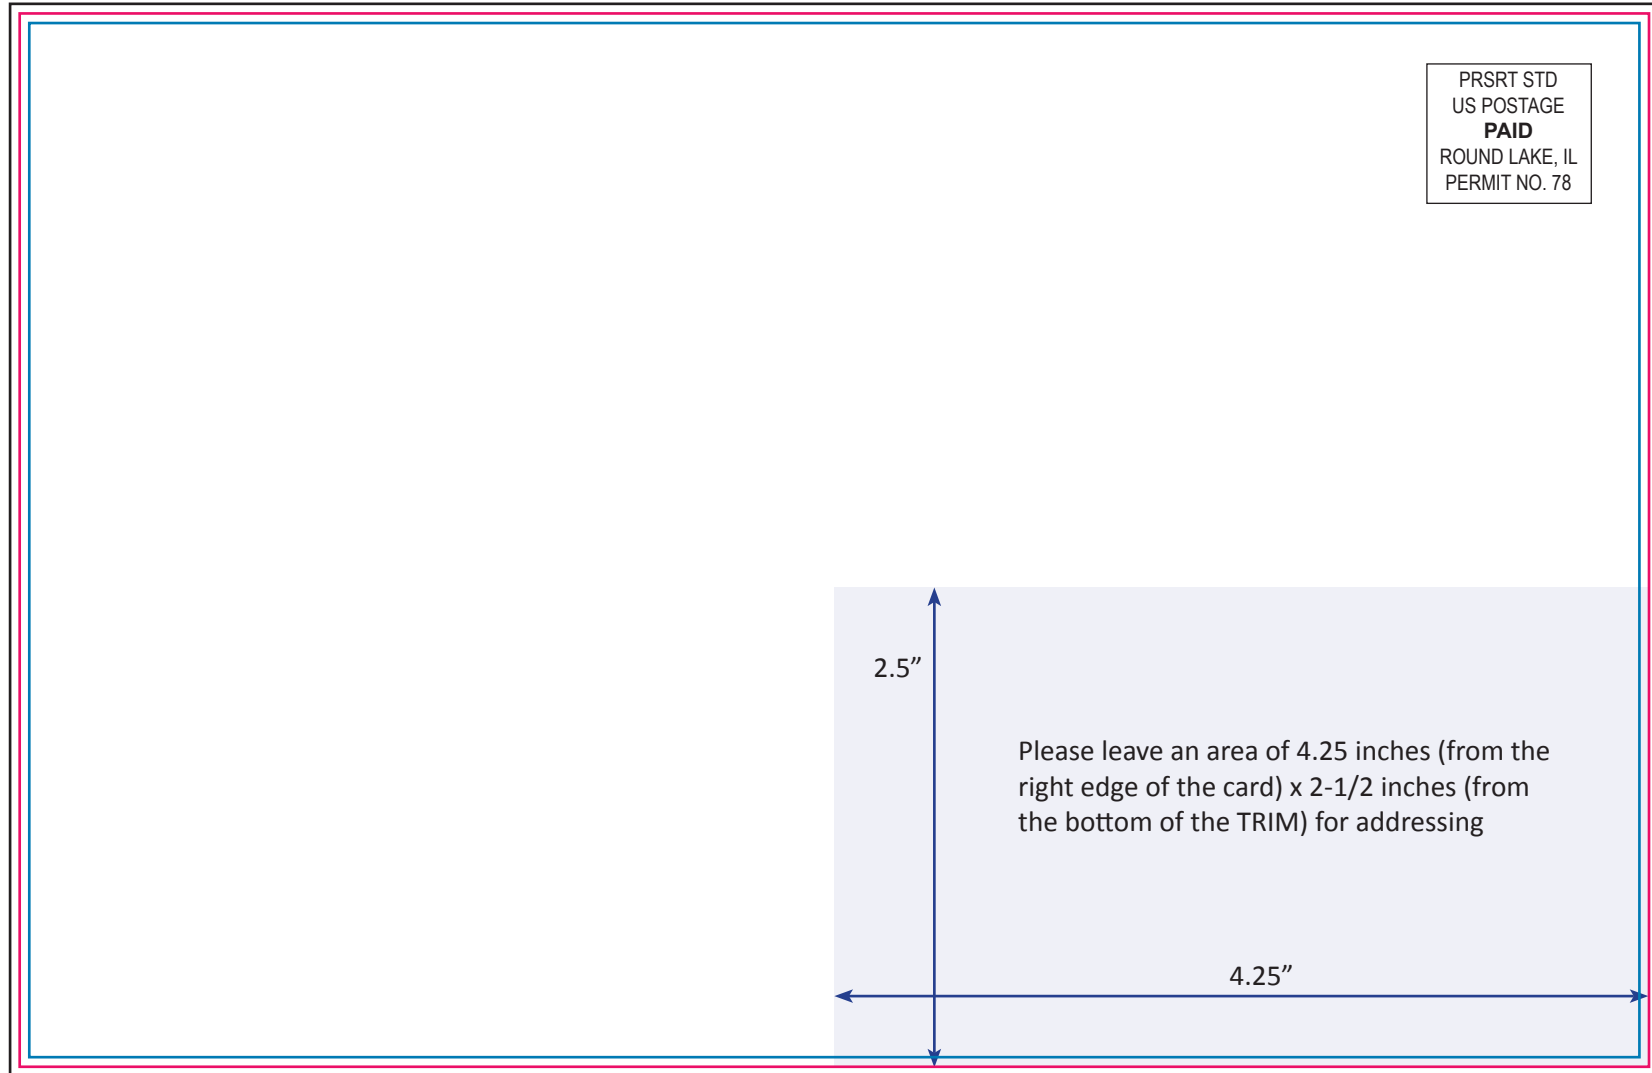 PRSRT STD
US POSTAGE
PAID
ROUND LAKE, IL
PERMIT NO. 78
2.5”
Please leave an area of 4.25 inches (from the
right edge of the card) x 2-1/2 inches (from
the bottom of the TRIM) for addressing
4.25”